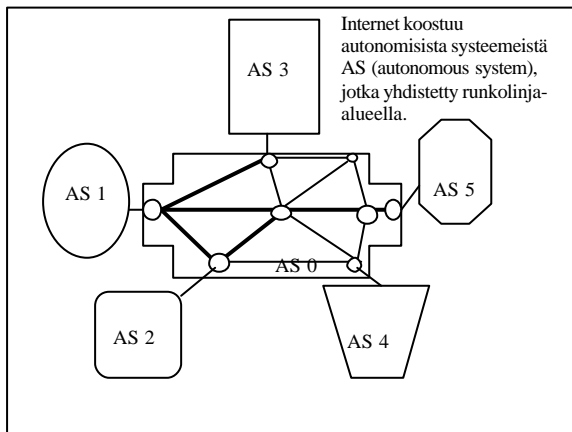 Internet koostuu
autonomisista systeemeistä
AS (autonomous system),
jotka yhdistetty runkolinja-
alueella.
AS 3
AS 1
AS 5
AS 0
AS 2
AS 4